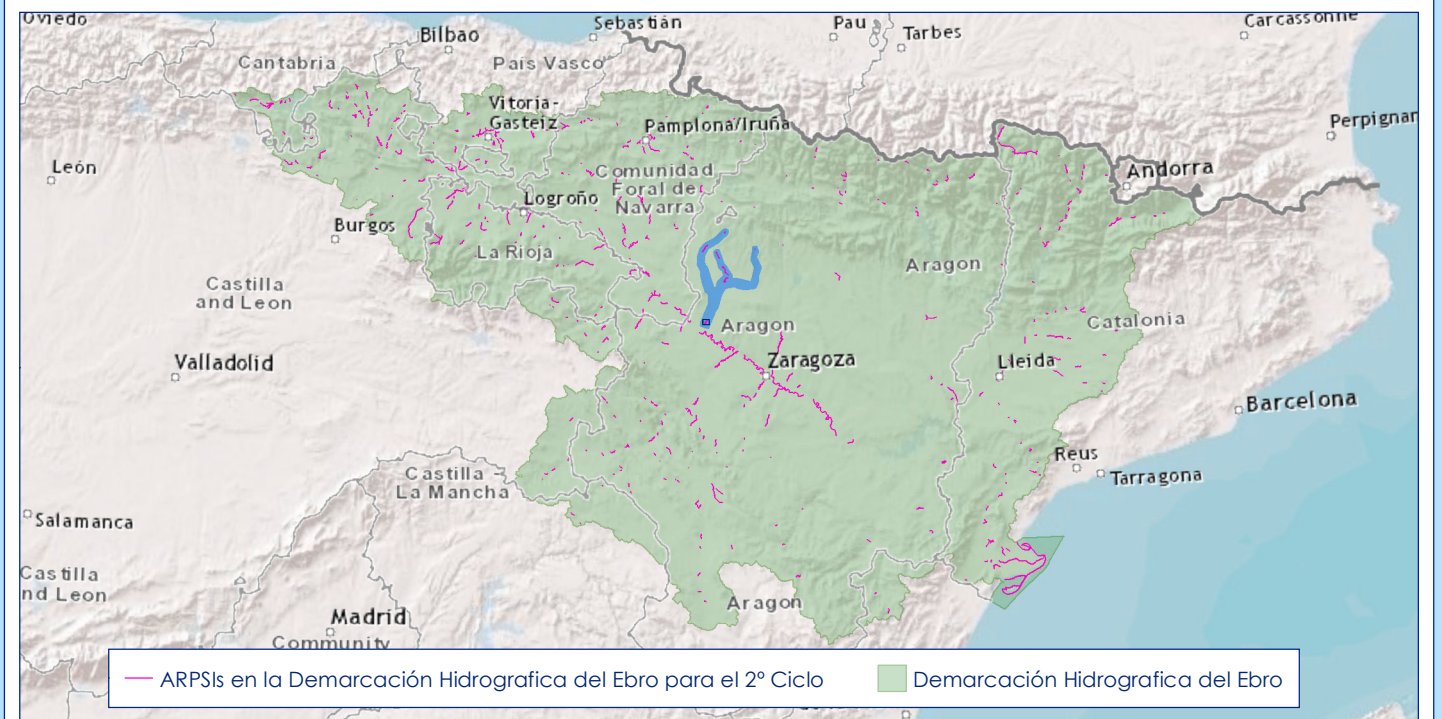 Oviedo
Sebastián
Pau
Tarbes
Carcassonne
Bilbao
Cantabria
País Vasco
Vitoria-
Gasteiz
Pamplona/Iruña
Perpignan
León
Comunidad
Foral de
Navarra
Andorra
Logroño
Burgos
La Rioja
Aragon
Castilla
and Leon
Aragon
Catalonia
Valladolid
Zaragoza
Lleida
Barcelona
Reus
Castilla -
La Mancha
Tarragona
Salamanca
Castilla
nd Leon
Aragon
Madrid
Community
ARPSIs en la Demarcación Hidrografica del Ebro para el 2º Ciclo
Demarcación Hidrografica del Ebro